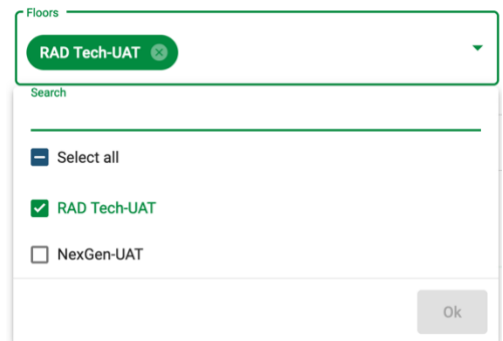 Floors
RAD Tech-UAT
Search
Select all
RAD Tech-UAT
NexGen-UAT
Ok